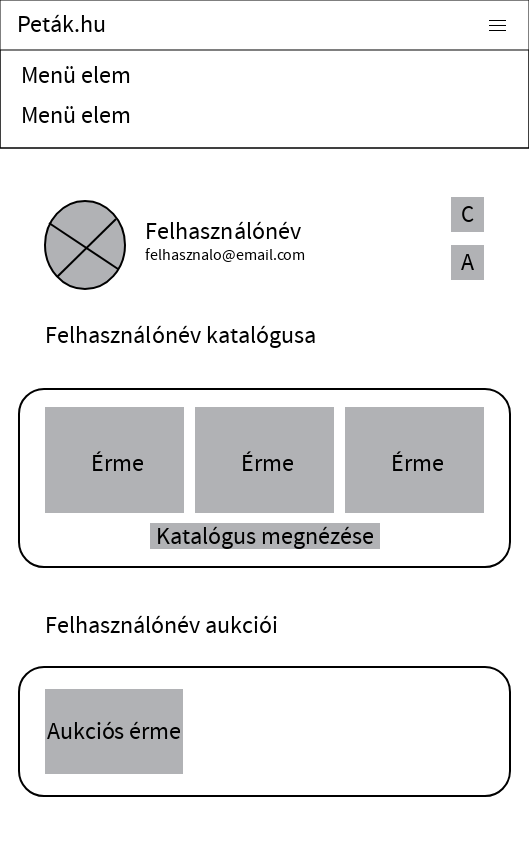 Peták.hu
Menü elem
Menü elem
Felhasználónév
felhasznalo@email.com
C
A
Felhasználónév katalógusa
Érme Érme Érme
Katalógus megnézése
Felhasználónév aukciói
Aukciós érme